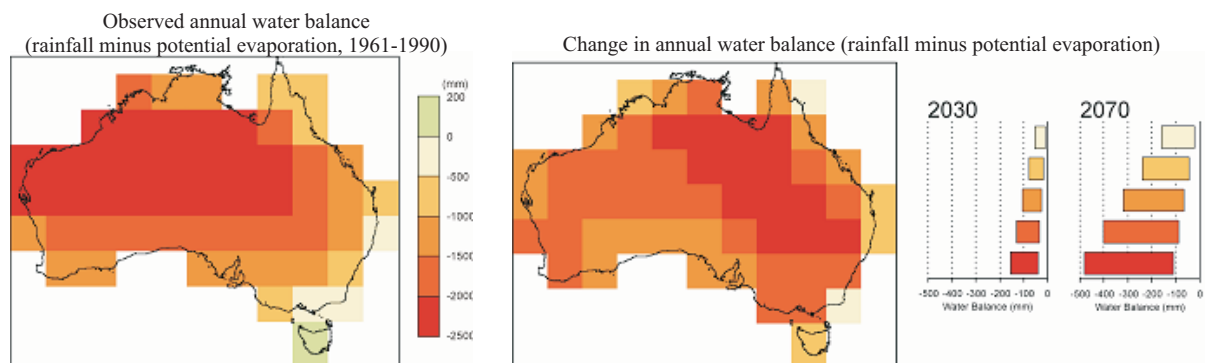 Observed annual water balance
(rainfall minus potential evaporation, 1961-1990)
(mm)
200
0
-500
-1000
-1500
-2000
-2500
Change in annual water balance (rainfall minus potential evaporation)
2030
-500 -400 -300 -200 -100 0
Water Balance (mm)
2070
-500 -400 -300 -200 -100 0
Water Balance (mm)